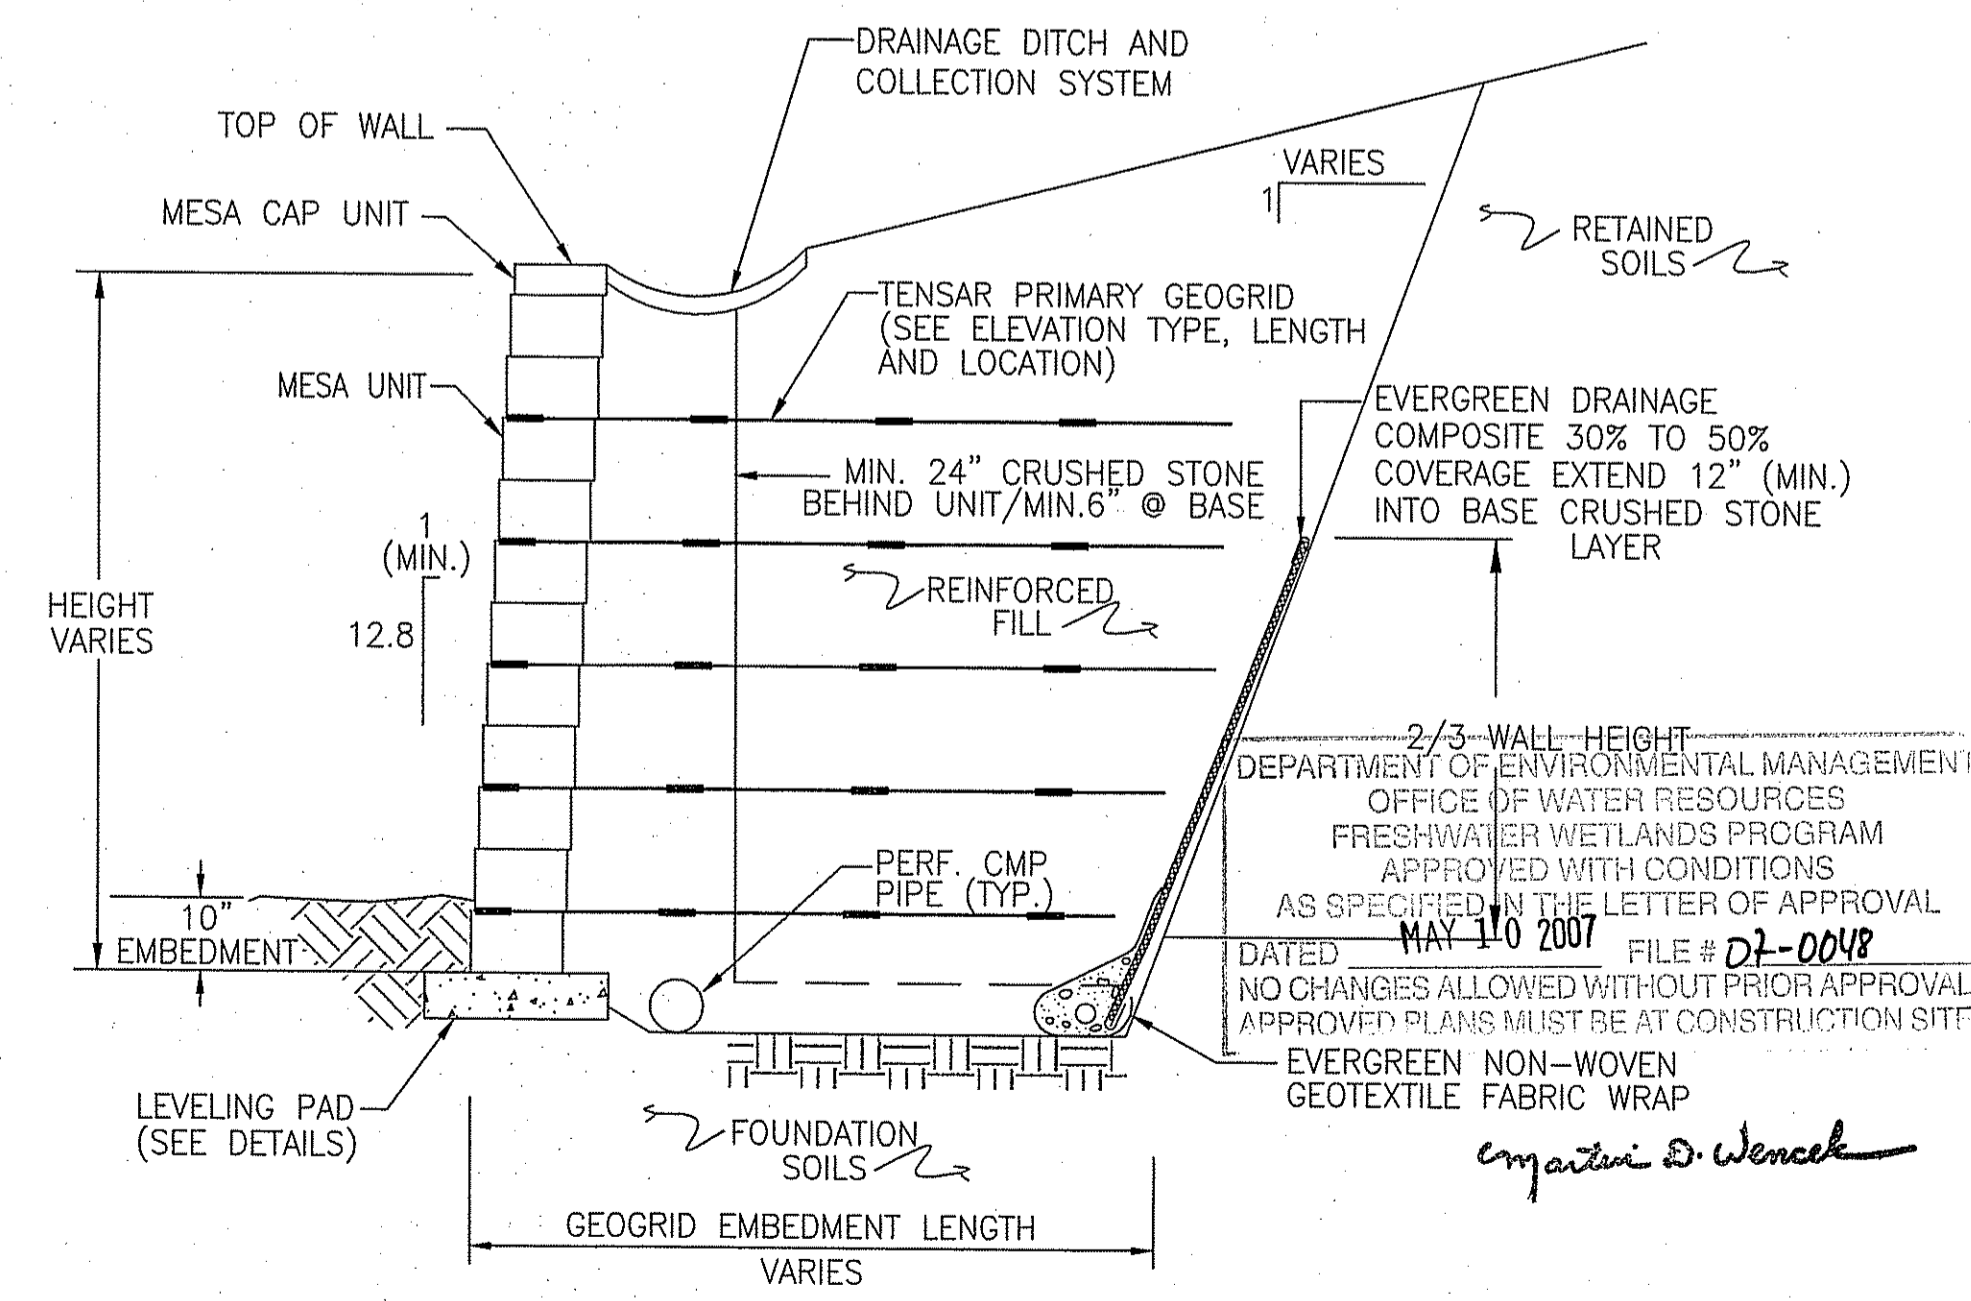 DRAINAGE DITCH AND
COLLECTION SYSTEM
TOP OF WALL
VARIES
1
MESA CAP UNIT
RETAINED
SOILS
TENSAR PRIMARY GEOGRID
(SEE ELEVATION TYPE, LENGTH
AND LOCATION)
MESA UNIT
EVERGREEN DRAINAGE
COMPOSITE 30% TO 50%
COVERAGE EXTEND 12" (MIN.)
INTO BASE CRUSHED STONE
LAYER
MIN. 24" CRUSHED STONE
BEHIND UNIT/MIN.6" @ BASE
1
(MIN.)
12.8
HEIGHT
VARIES
REINFORCED
FILL
2/3 WALL HEIGHT
DEPARTMENT OF ENVIRONMENTAL MANAGEMENT
OFFICE OF WATER RESOURCES
FRESHWATER WETLANDS PROGRAM
APPROVED WITH CONDITIONS
AS SPECIFIED IN THE LETTER OF APPROVAL
DATED MAY 10 2007 FILE # 07-0048
NO CHANGES ALLOWED WITHOUT PRIOR APPROVAL
APPROVED PLANS MUST BE AT CONSTRUCTION SITE
PERF. CMP
PIPE (TYP.)
10"
EMBEDMENT
EVERGREEN NON-WOVEN
GEOTEXTILE FABRIC WRAP
LEVELING PAD
(SEE DETAILS)
FOUNDATION
SOILS
Martin D. Wencek
GEOGRID EMBEDMENT LENGTH
VARIES